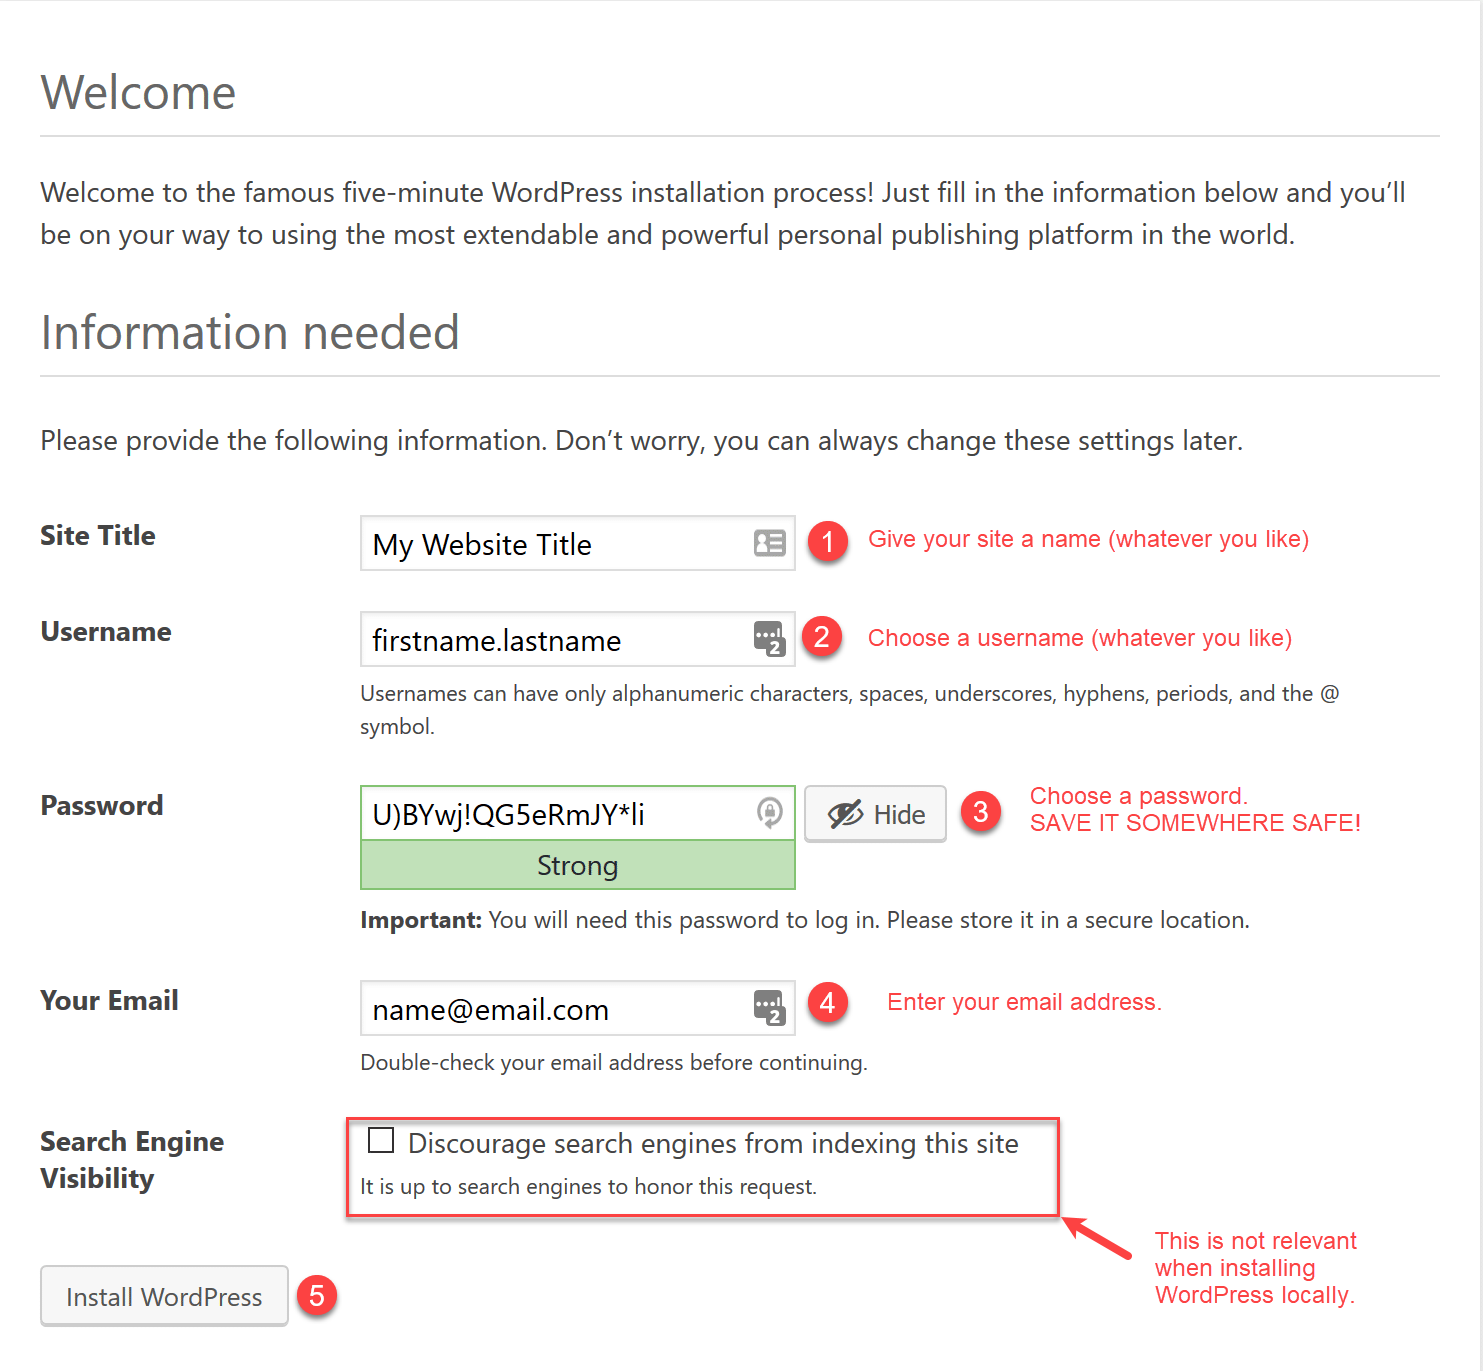 Welcome
Welcome to the famous five-minute WordPress installation process! Just fill in the information below and you’ll
be on your way to using the most extendable and powerful personal publishing platform in the world.
Information needed
Please provide the following information. Don’t worry, you can always change these settings later.
Site Title
My Website Title
1
Give your site a name (whatever you like)
Username
firstname.lastname
2
2
Choose a username (whatever you like)
Usernames can have only alphanumeric characters, spaces, underscores, hyphens, periods, and the @
symbol.
Password
U)BYwj!QG5eRmJY*li
Hide
3
Choose a password.
SAVE IT SOMEWHERE SAFE!
Strong
Important: You will need this password to log in. Please store it in a secure location.
Your Email
name@email.com
2
4
Enter your email address.
Double-check your email address before continuing.
Search Engine
Visibility
Discourage search engines from indexing this site
It is up to search engines to honor this request.
This is not relevant
when installing
WordPress locally.
Install WordPress
5